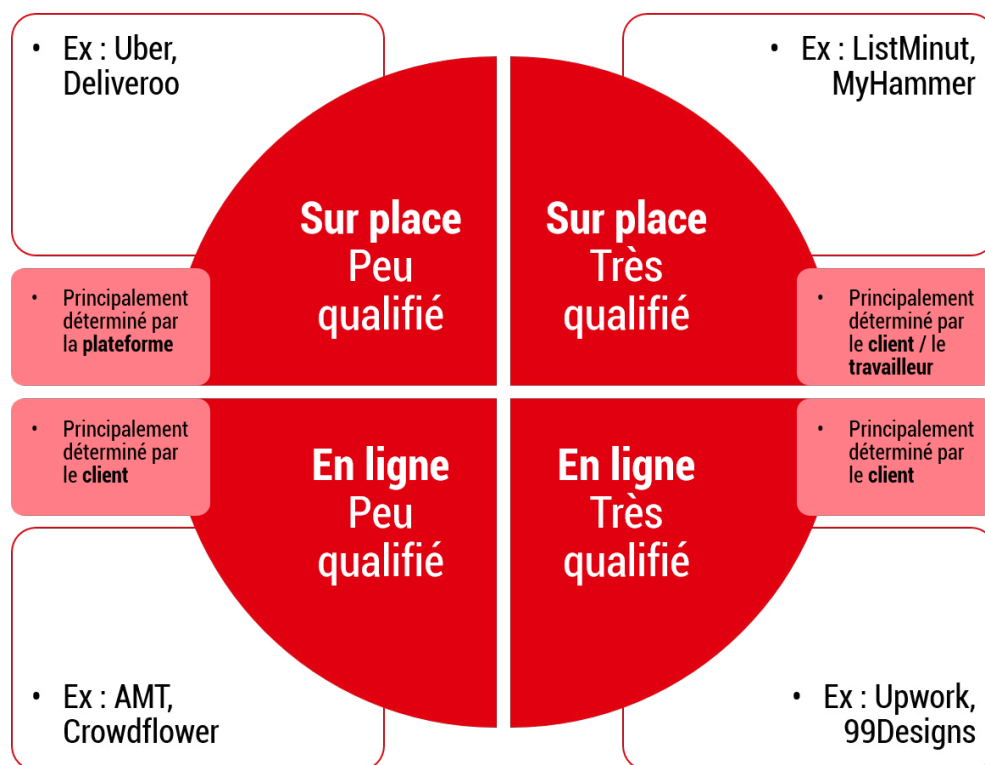 • Ex : Uber,
Deliveroo
• Ex : ListMinut,
MyHammer
Sur place
Peu
qualifié
Sur place
Très
qualifié
• Principalement
déterminé par
la plateforme
• Principalement
déterminé par
le client / le
travailleur
• Principalement
déterminé par
le client
• Principalement
déterminé par
le client
En ligne
Peu
qualifié
En ligne
Très
qualifié
• Ex : AMT,
Crowdflower
• Ex : Upwork,
99Designs